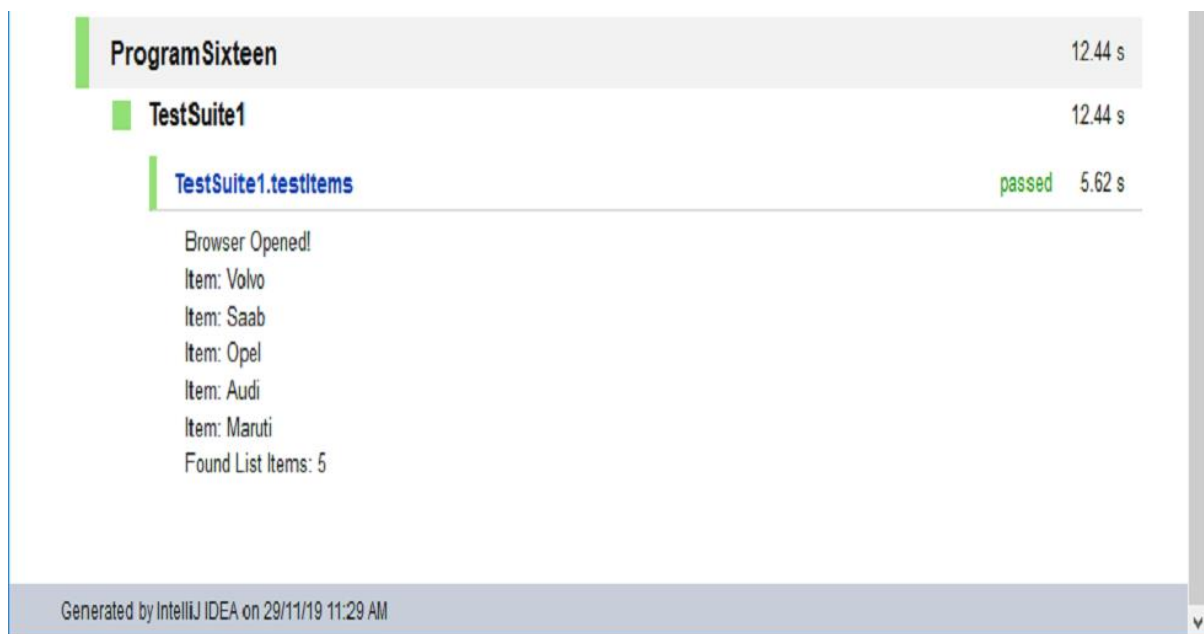 ProgramSixteen 12.44 s
TestSuite1 12.44 s
TestSuite1.testItems passed 5.62 s
Browser Opened!
Item: Volvo
Item: Saab
Item: Opel
Item: Audi
Item: Maruti
Found List Items: 5
Generated by IntelliJ IDEA on 29/11/19 11:29 AM